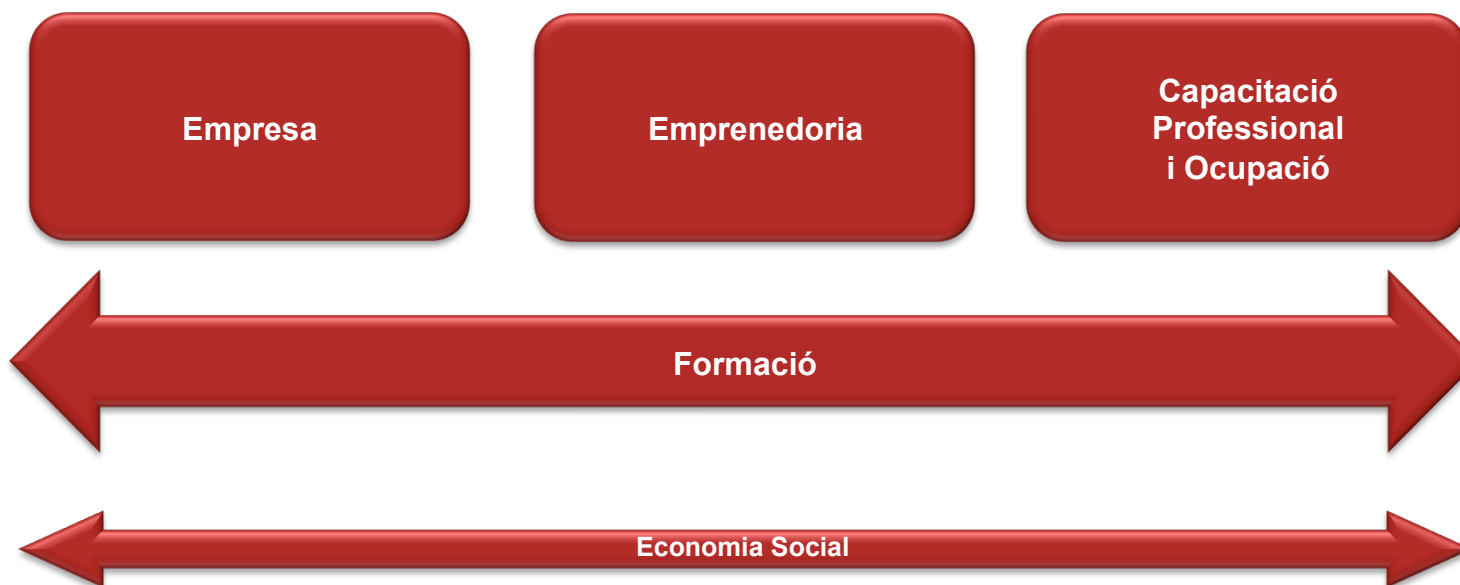 Empresa
Emprenedoria
Capacitació
Professional
i Ocupació
Formació
Economia Social